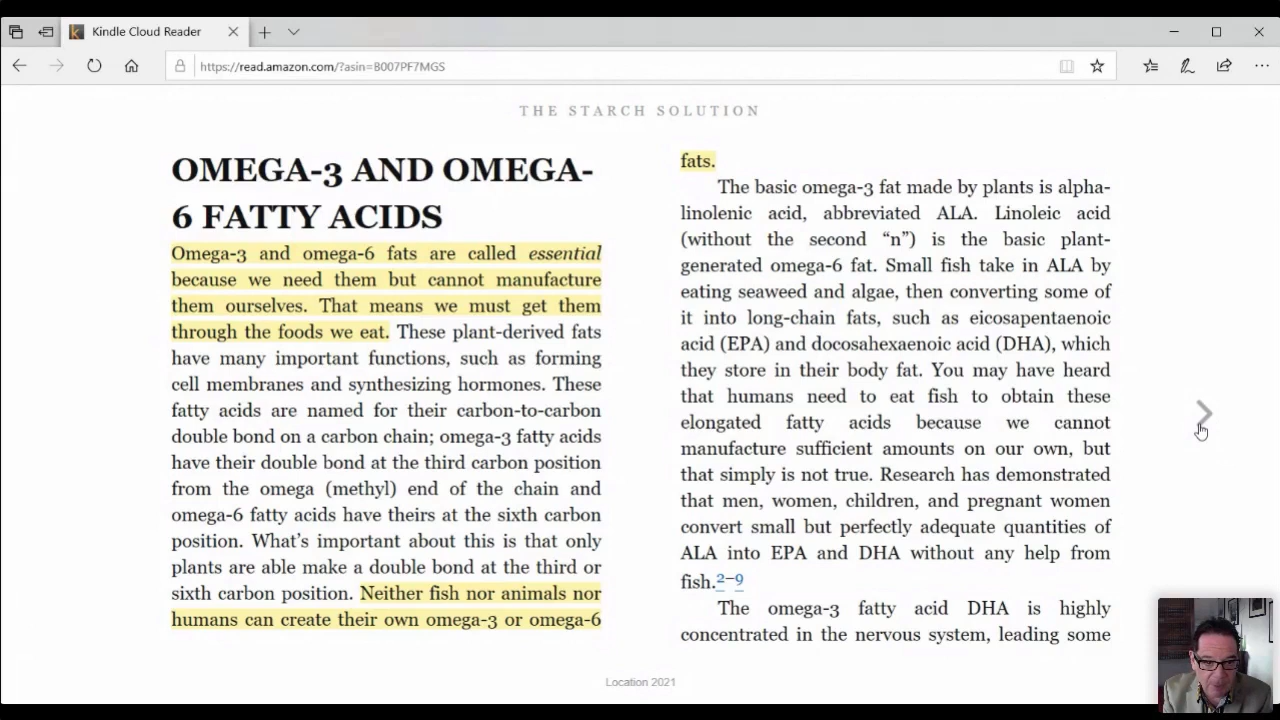 Kindle Cloud Reader
https://read.amazon.com/?asin=B007PF7MGS
THE STARCH SOLUTION
OMEGA-3 AND OMEGA-
6 FATTY ACIDS
Omega-3 and omega-6 fats are called essential
because we need them but cannot manufacture
them ourselves. That means we must get them
through the foods we eat. These plant-derived fats
have many important functions, such as forming
cell membranes and synthesizing hormones. These
fatty acids are named for their carbon-to-carbon
double bond on a carbon chain; omega-3 fatty acids
have their double bond at the third carbon position
from the omega (methyl) end of the chain and
omega-6 fatty acids have theirs at the sixth carbon
position. What's important about this is that only
plants are able make a double bond at the third or
sixth carbon position. Neither fish nor animals nor
humans can create their own omega-3 or omega-6
fats.
The basic omega-3 fat made by plants is alpha-
linolenic acid, abbreviated ALA. Linoleic acid
(without the second “n”) is the basic plant-
generated omega-6 fat. Small fish take in ALA by
eating seaweed and algae, then converting some of
it into long-chain fats, such as eicosapentaenoic
acid (EPA) and docosahexaenoic acid (DHA), which
they store in their body fat. You may have heard
that humans need to eat fish to obtain these
elongated fatty acids because we cannot
manufacture sufficient amounts on our own, but
that simply is not true. Research has demonstrated
that men, women, children, and pregnant women
convert small but perfectly adequate quantities of
ALA into EPA and DHA without any help from
fish.2–9
The omega-3 fatty acid DHA is highly
concentrated in the nervous system, leading some
Location 2021